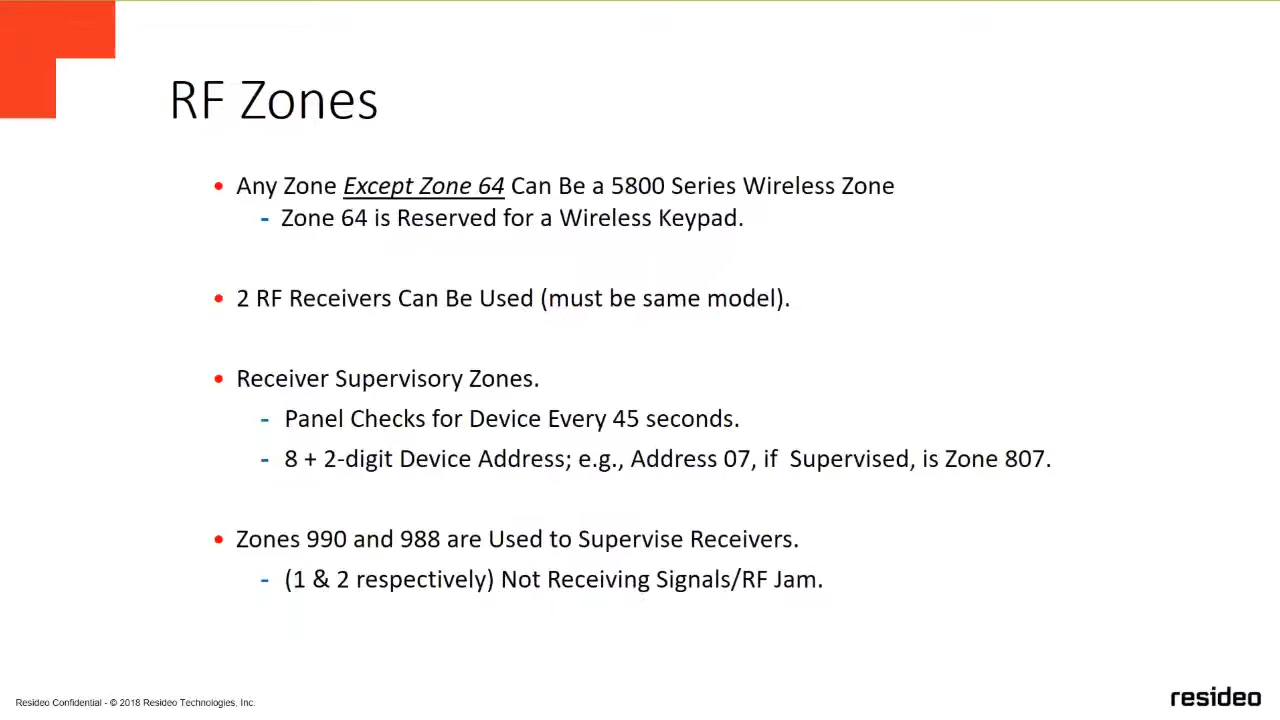 RF Zones
• Any Zone Except Zone 64 Can Be a 5800 Series Wireless Zone
- Zone 64 is Reserved for a Wireless Keypad.
• 2 RF Receivers Can Be Used (must be same model).
• Receiver Supervisory Zones.
- Panel Checks for Device Every 45 seconds.
- 8 + 2-digit Device Address; e.g., Address 07, if Supervised, is Zone 807.
• Zones 990 and 988 are Used to Supervise Receivers.
- (1 & 2 respectively) Not Receiving Signals/RF Jam.
Resideo Confidential - © 2018 Resideo Technologies, Inc.
resideo